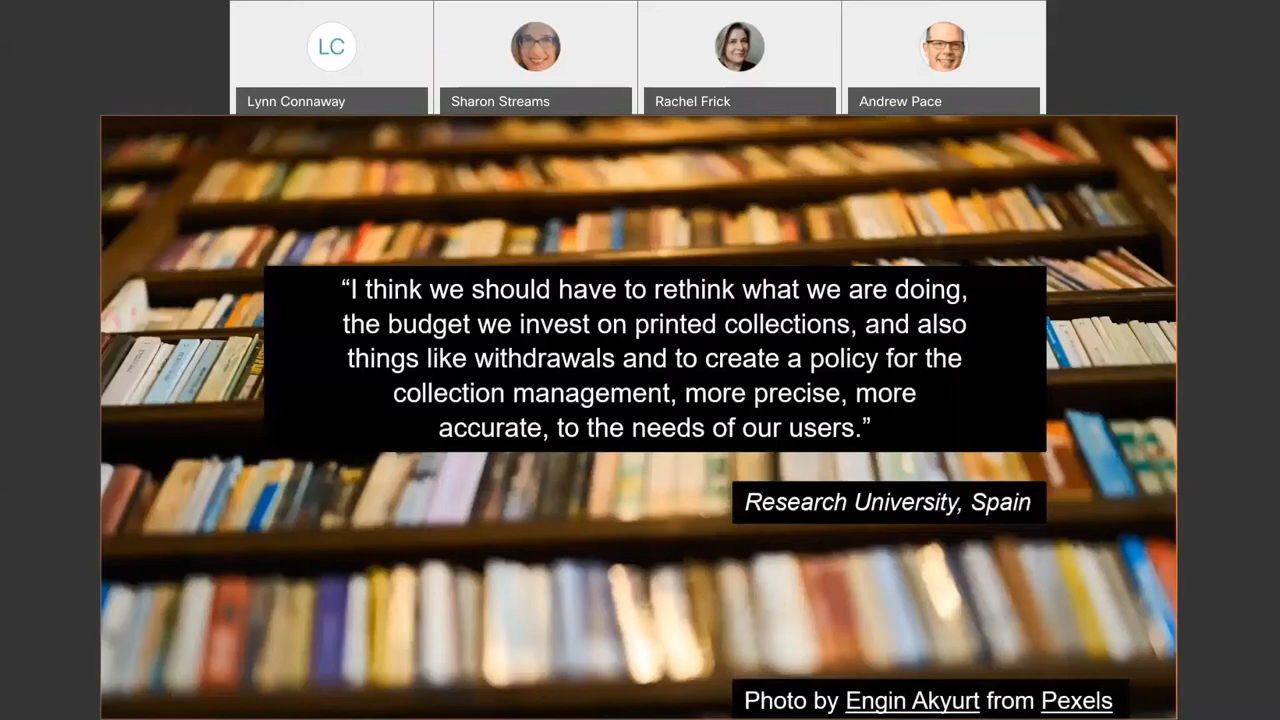 LC
Lynn Connaway
Sharon Streams
Rachel Frick
Andrew Pace
“I think we should have to rethink what we are doing,
the budget we invest on printed collections, and also
things like withdrawals and to create a policy for the
collection management, more precise, more
accurate, to the needs of our users.”
Research University, Spain
Photo by Engin Akyurt from Pexels